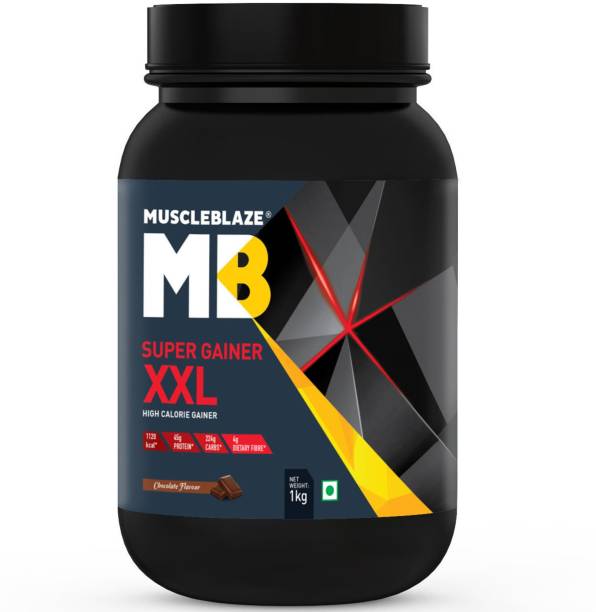 MUSCLEBLAZE®
MB
SUPER GAINER
XXL
HIGH CALORIE GAINER
1120 kcal*
45g PROTEIN*
224g CARBS*
4g DIETARY FIBRE*
Chocolate Flavour
NET
WEIGHT:
1kg